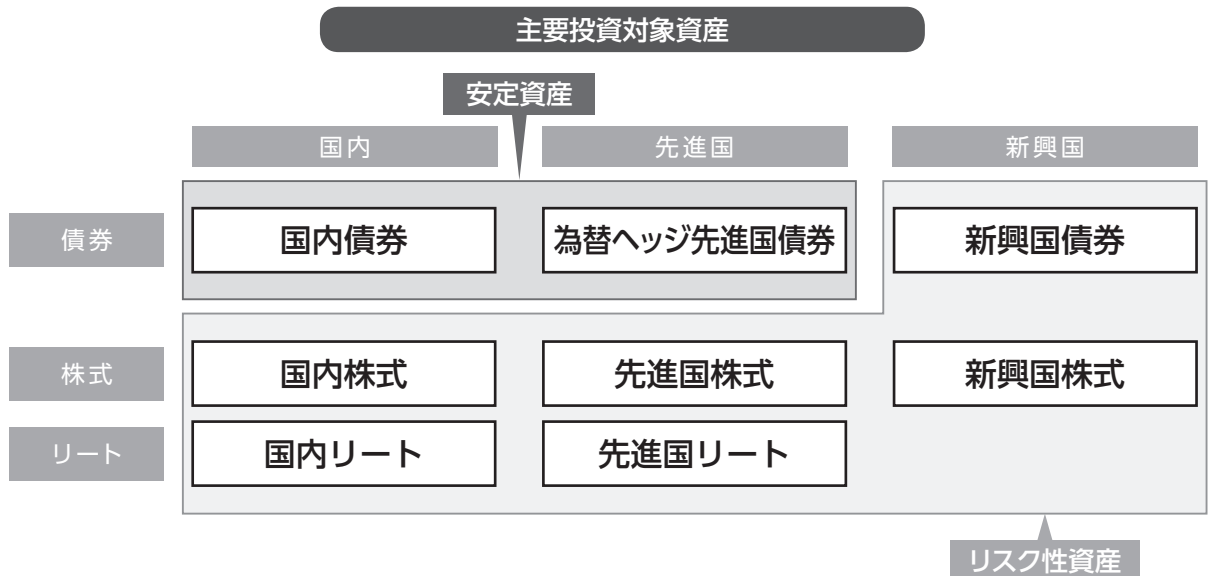 主要投資対象資産
安定資産
国内
先進国
新興国
債券
国内債券
為替ヘッジ先進国債券
新興国債券
株式
国内株式
先進国株式
新興国株式
リート
国内リート
先進国リート
リスク性資産